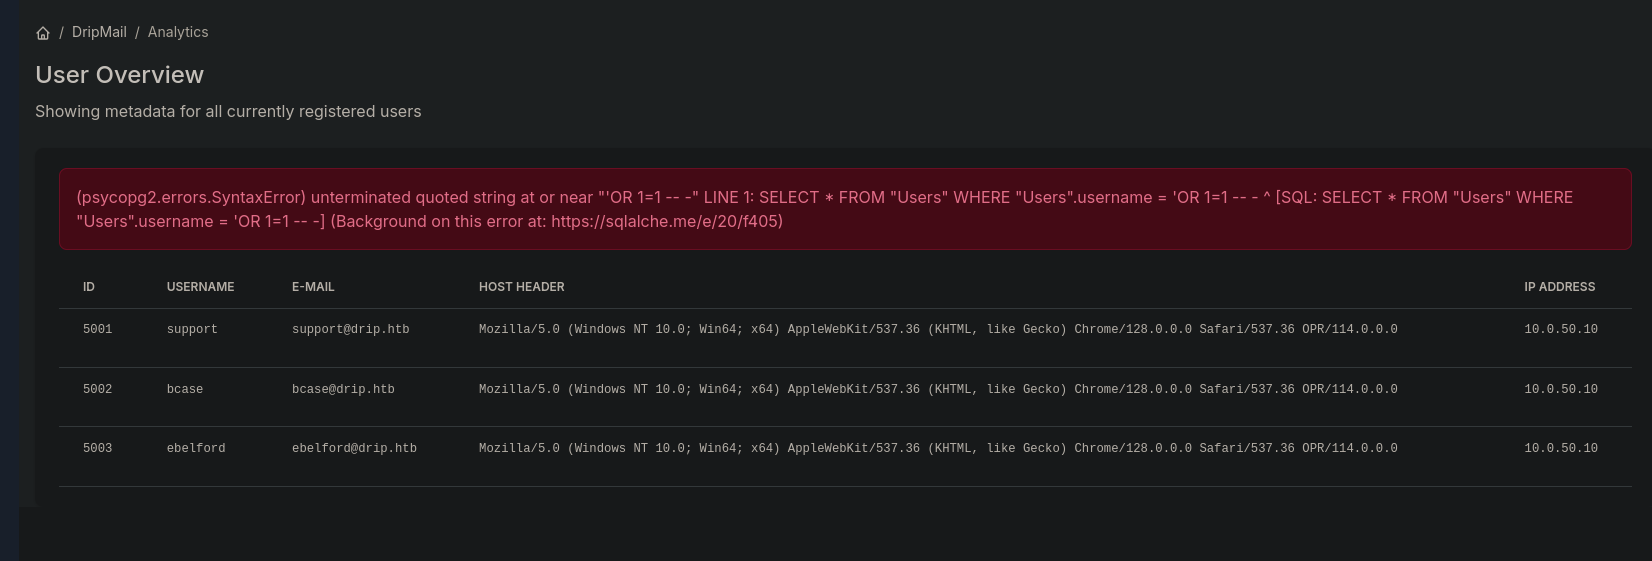 / DripMail / Analytics
User Overview
Showing metadata for all currently registered users
(psycopg2.errors.SyntaxError) unterminated quoted string at or near "'OR 1=1 -- -" LINE 1: SELECT * FROM "Users" WHERE "Users".username = 'OR 1=1 -- - ^ [SQL: SELECT * FROM "Users" WHERE
"Users".username = 'OR 1=1 -- -] (Background on this error at: https://sqlalche.me/e/20/f405)
ID USERNAME E-MAIL HOST HEADER IP ADDRESS
5001 support support@drip.htb Mozilla/5.0 (Windows NT 10.0; Win64; x64) AppleWebKit/537.36 (KHTML, like Gecko) Chrome/128.0.0.0 Safari/537.36 OPR/114.0.0.0 10.0.50.10
5002 bcase bcase@drip.htb Mozilla/5.0 (Windows NT 10.0; Win64; x64) AppleWebKit/537.36 (KHTML, like Gecko) Chrome/128.0.0.0 Safari/537.36 OPR/114.0.0.0 10.0.50.10
5003 ebelford ebelford@drip.htb Mozilla/5.0 (Windows NT 10.0; Win64; x64) AppleWebKit/537.36 (KHTML, like Gecko) Chrome/128.0.0.0 Safari/537.36 OPR/114.0.0.0 10.0.50.10